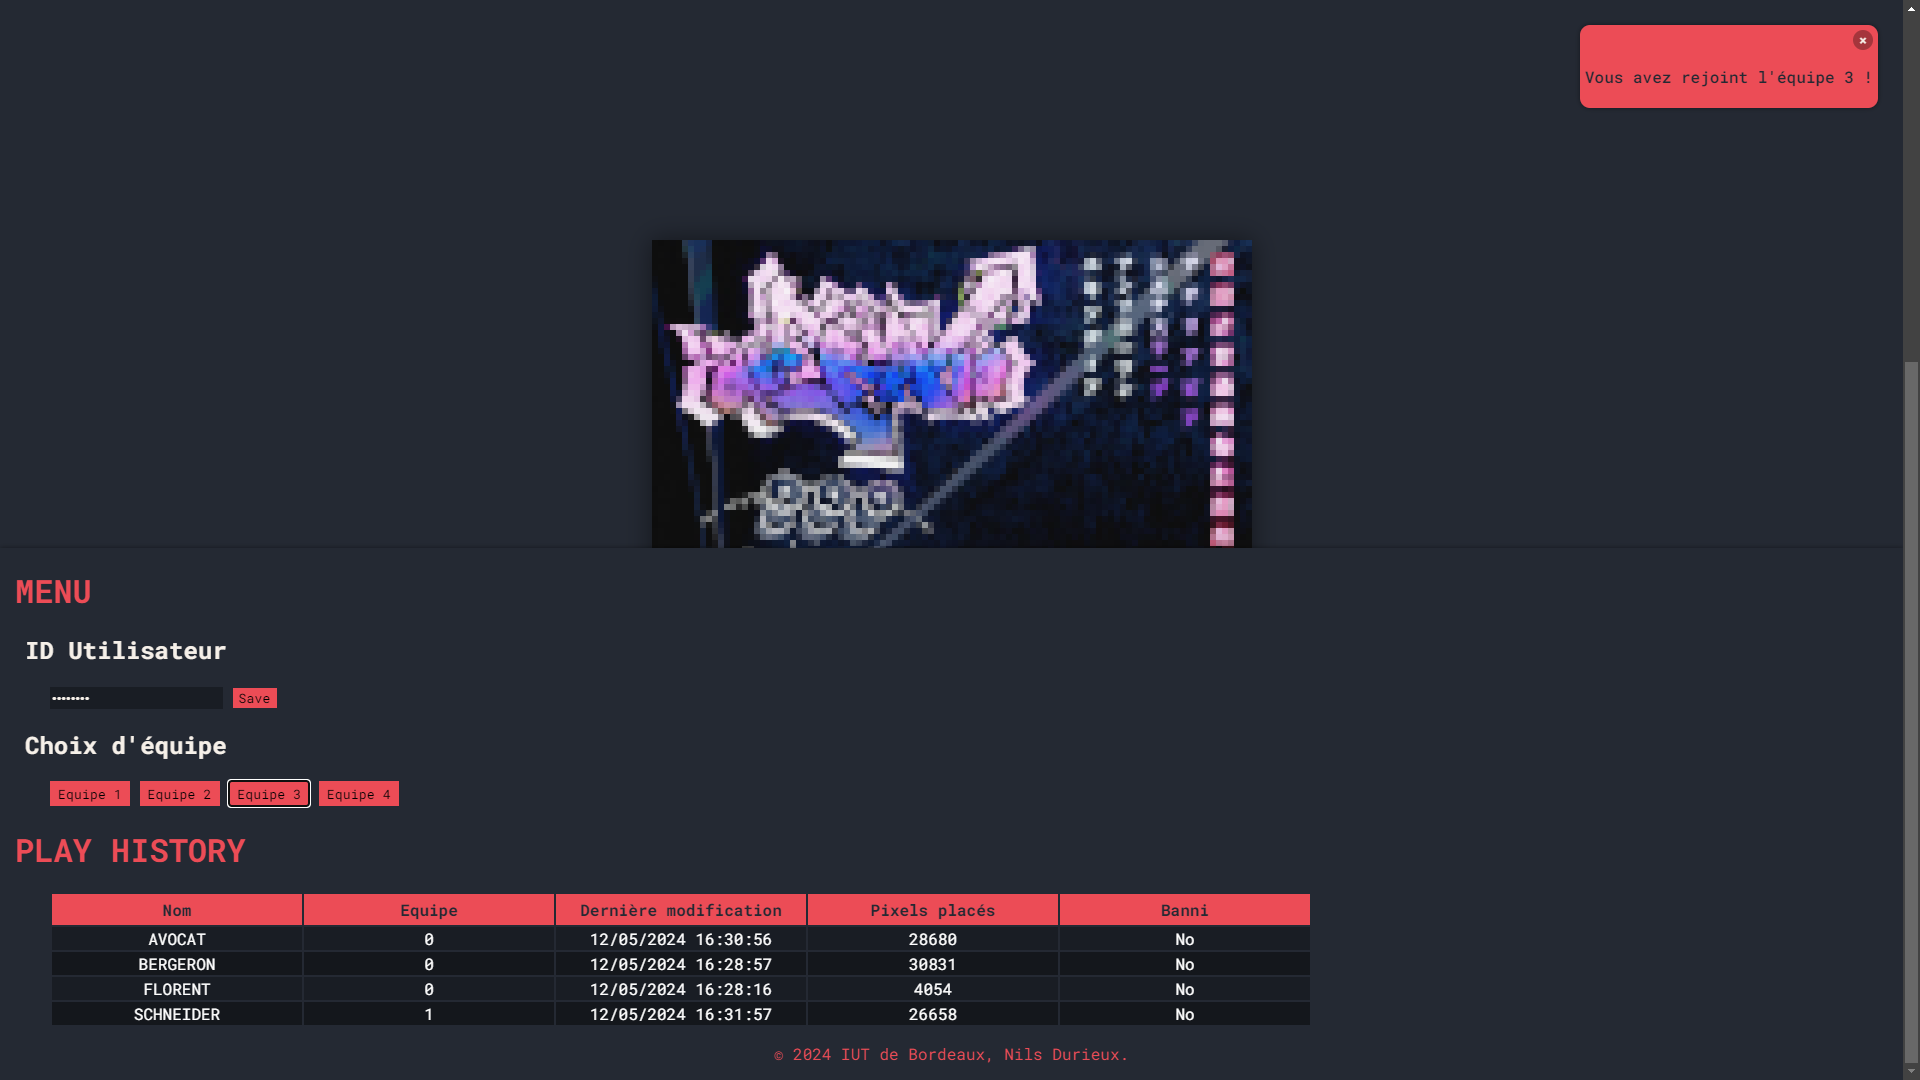 Vous avez rejoint l'équipe 3 !
MENU
ID Utilisateur
Save
Choix d'équipe
Equipe 1 Equipe 2 Equipe 3 Equipe 4
PLAY HISTORY
Nom Equipe Dernière modification Pixels placés Banni
AVOCAT 0 12/05/2024 16:30:56 28680 No
BERGERON 0 12/05/2024 16:28:57 30831 No
FLORENT 0 12/05/2024 16:28:16 4054 No
SCHNEIDER 1 12/05/2024 16:31:57 26658 No
© 2024 IUT de Bordeaux, Nils Durieux.